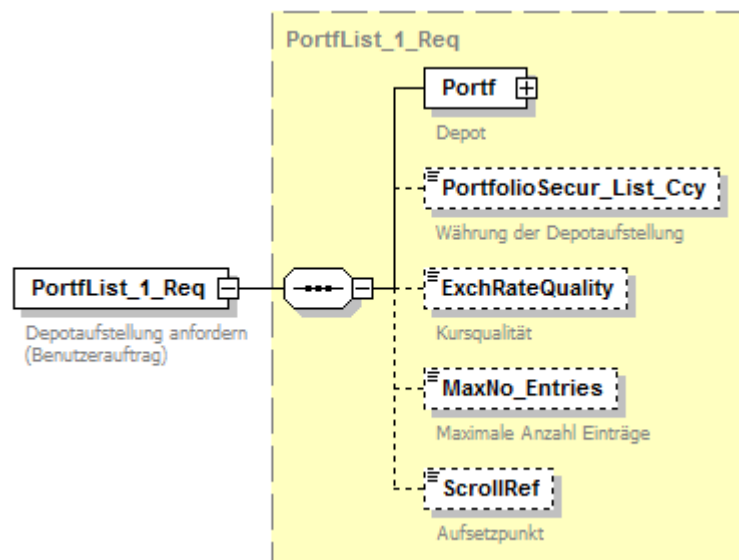 PortfList_1_Req
Portf
Depot
PortfolioSecur_List_Ccy
Währung der Depotaufstellung
PortfList_1_Req
Depotaufstellung anfordern
(Benutzerauftrag)
ExchRateQuality
Kursqualität
MaxNo_Entries
Maximale Anzahl Einträge
ScrollRef
Aufsetzpunkt